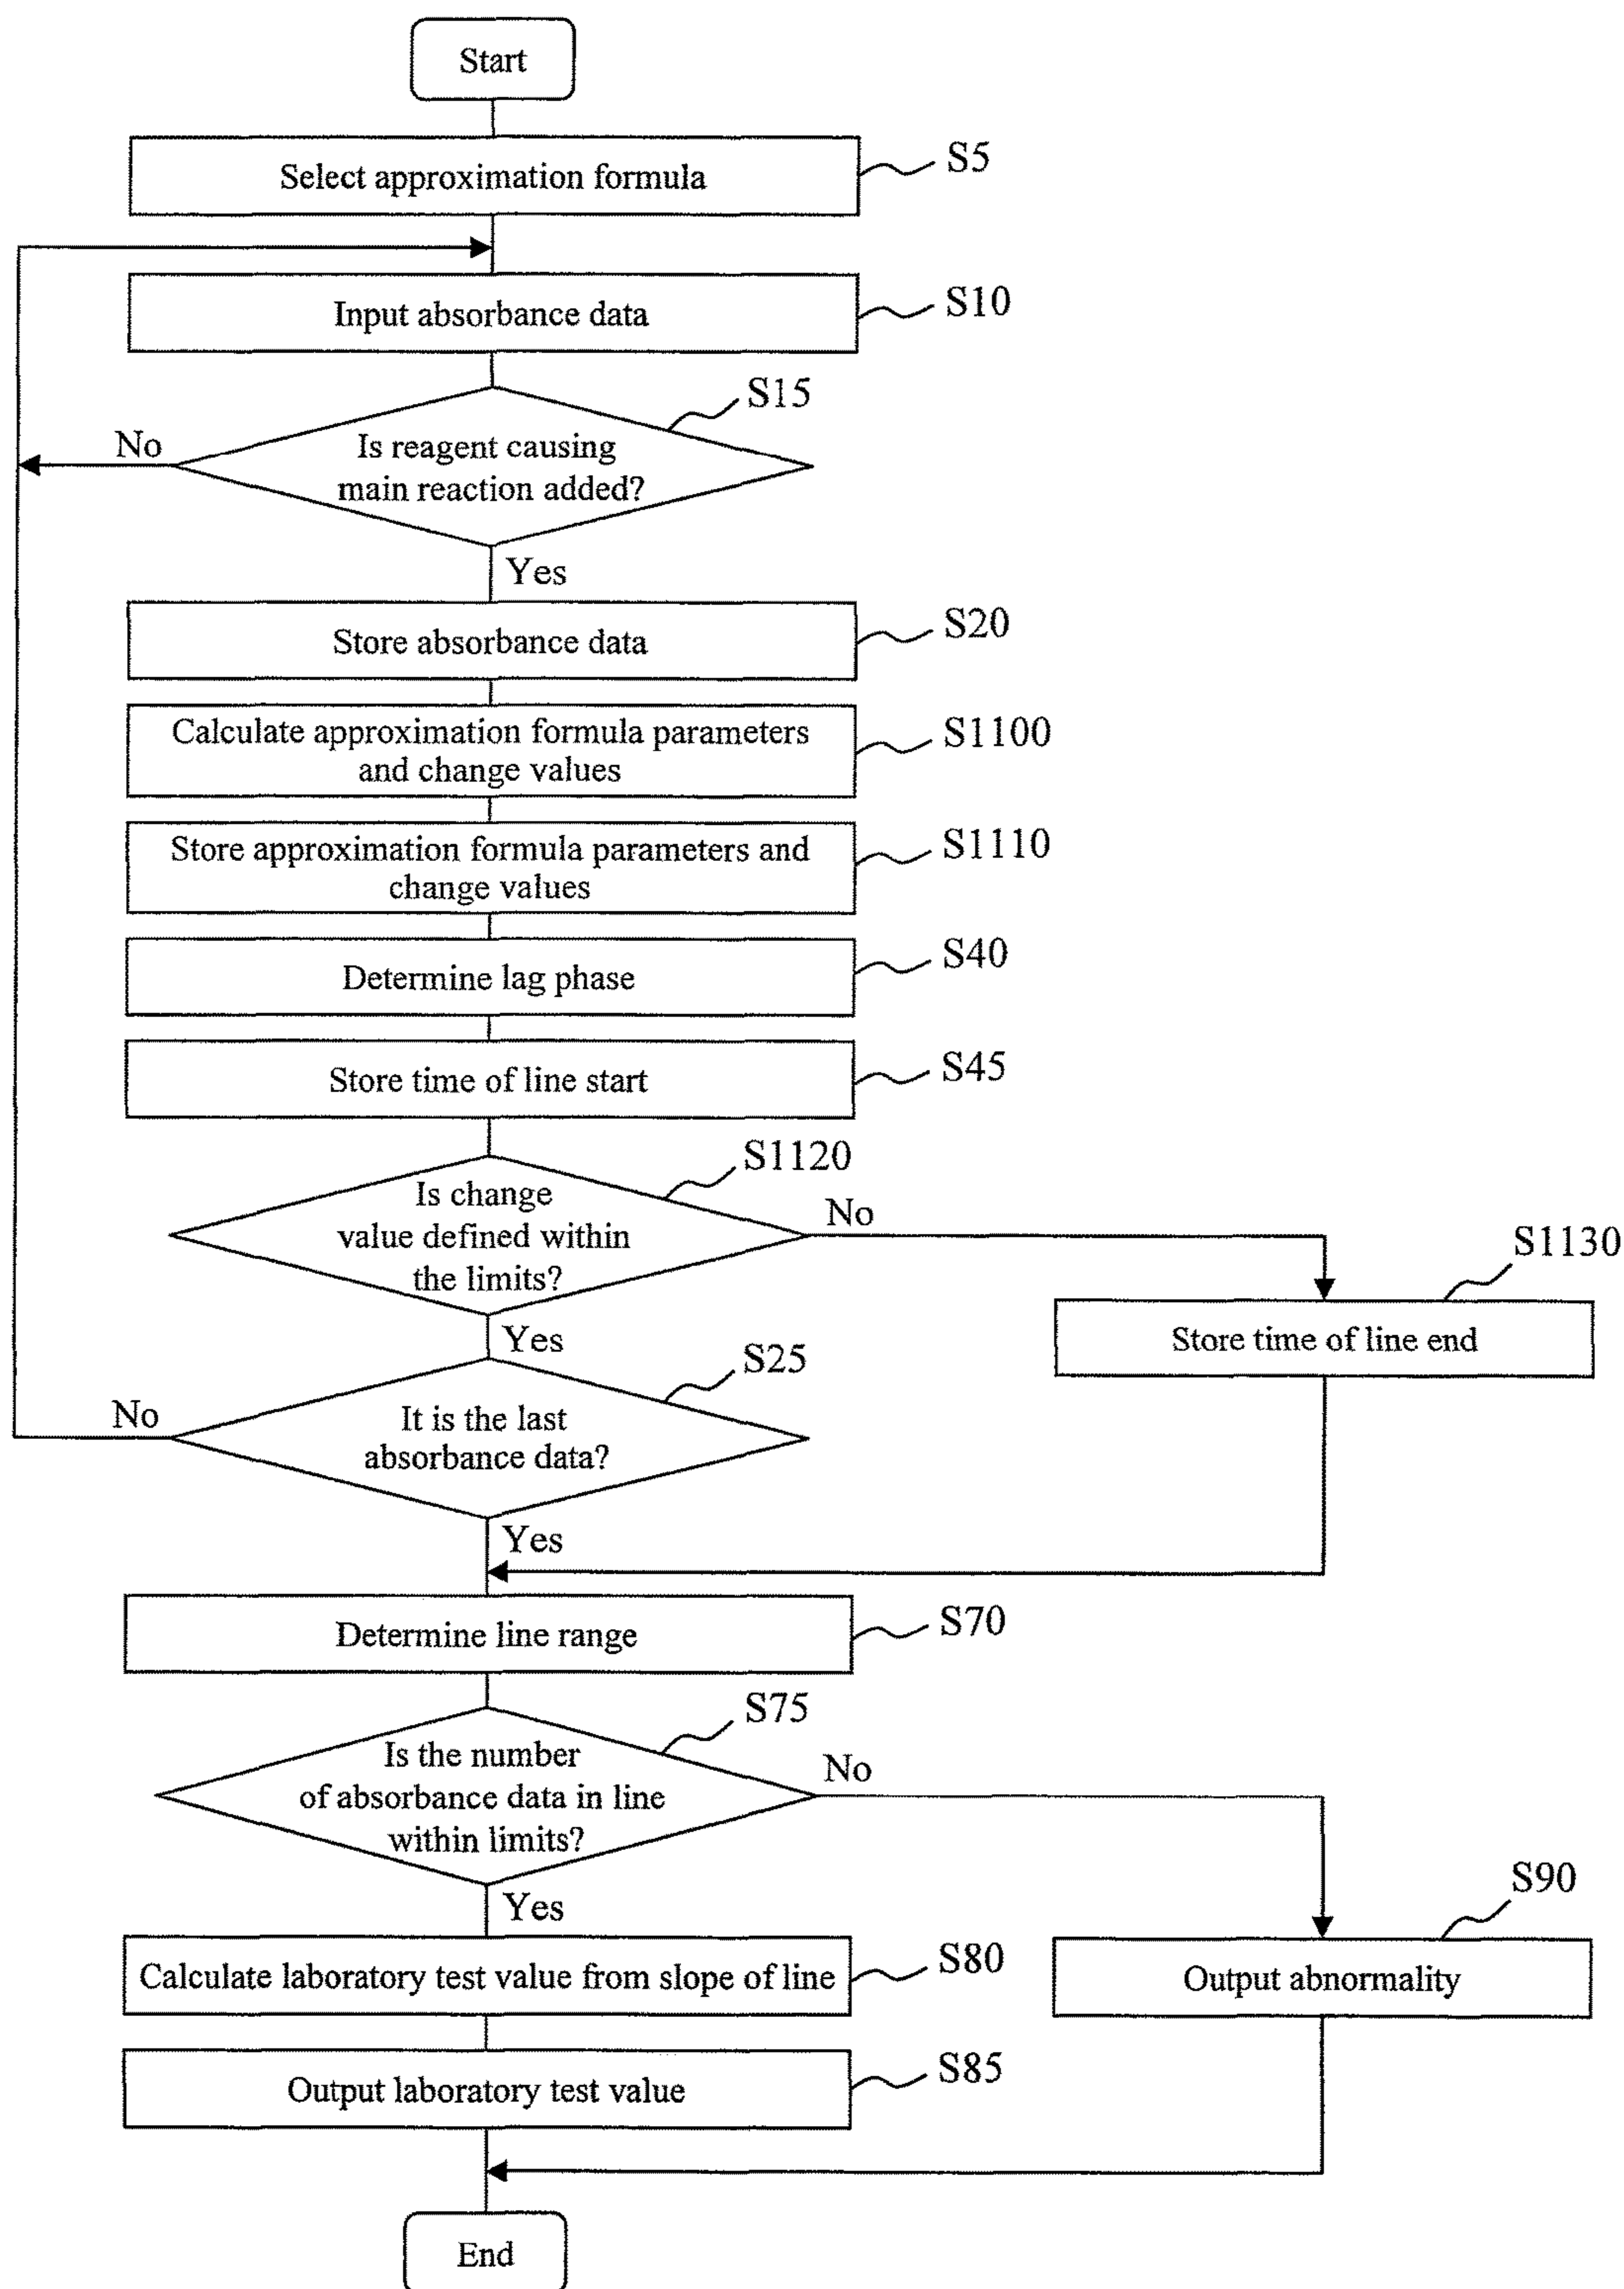 Start
Select approximation formula
S5
Input absorbance data
S10
S15
Is reagent causing
main reaction added?
No
Yes
Store absorbance data
S20
Calculate approximation formula parameters
and change values
S1100
Store approximation formula parameters and
change values
S1110
Determine lag phase
S40
Store time of line start
S45
S1120
Is change
value defined within
the limits?
No
Yes
S1130
Store time of line end
S25
It is the last
absorbance data?
No
Yes
Determine line range
S70
S75
Is the number
of absorbance data in line
within limits?
No
Yes
S90
Output abnormality
Calculate laboratory test value from slope of line
S80
Output laboratory test value
S85
End